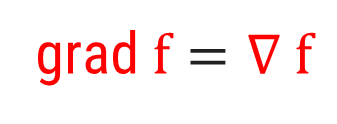 grad f = ∇ f